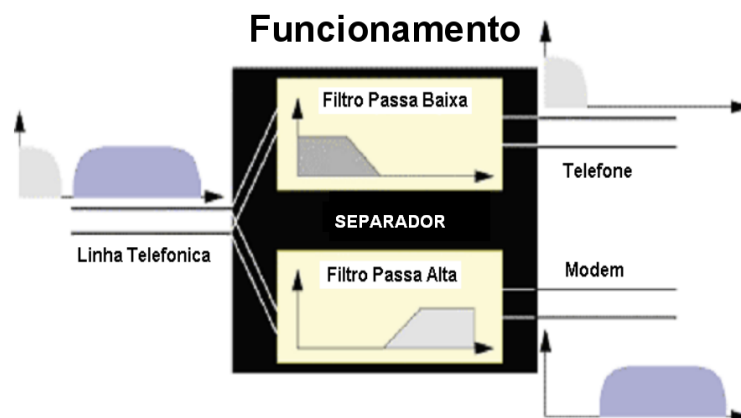 Funcionamento
Filtro Passa Baixa
Telefone
SEPARADOR
Linha Telefonica
Filtro Passa Alta
Modem